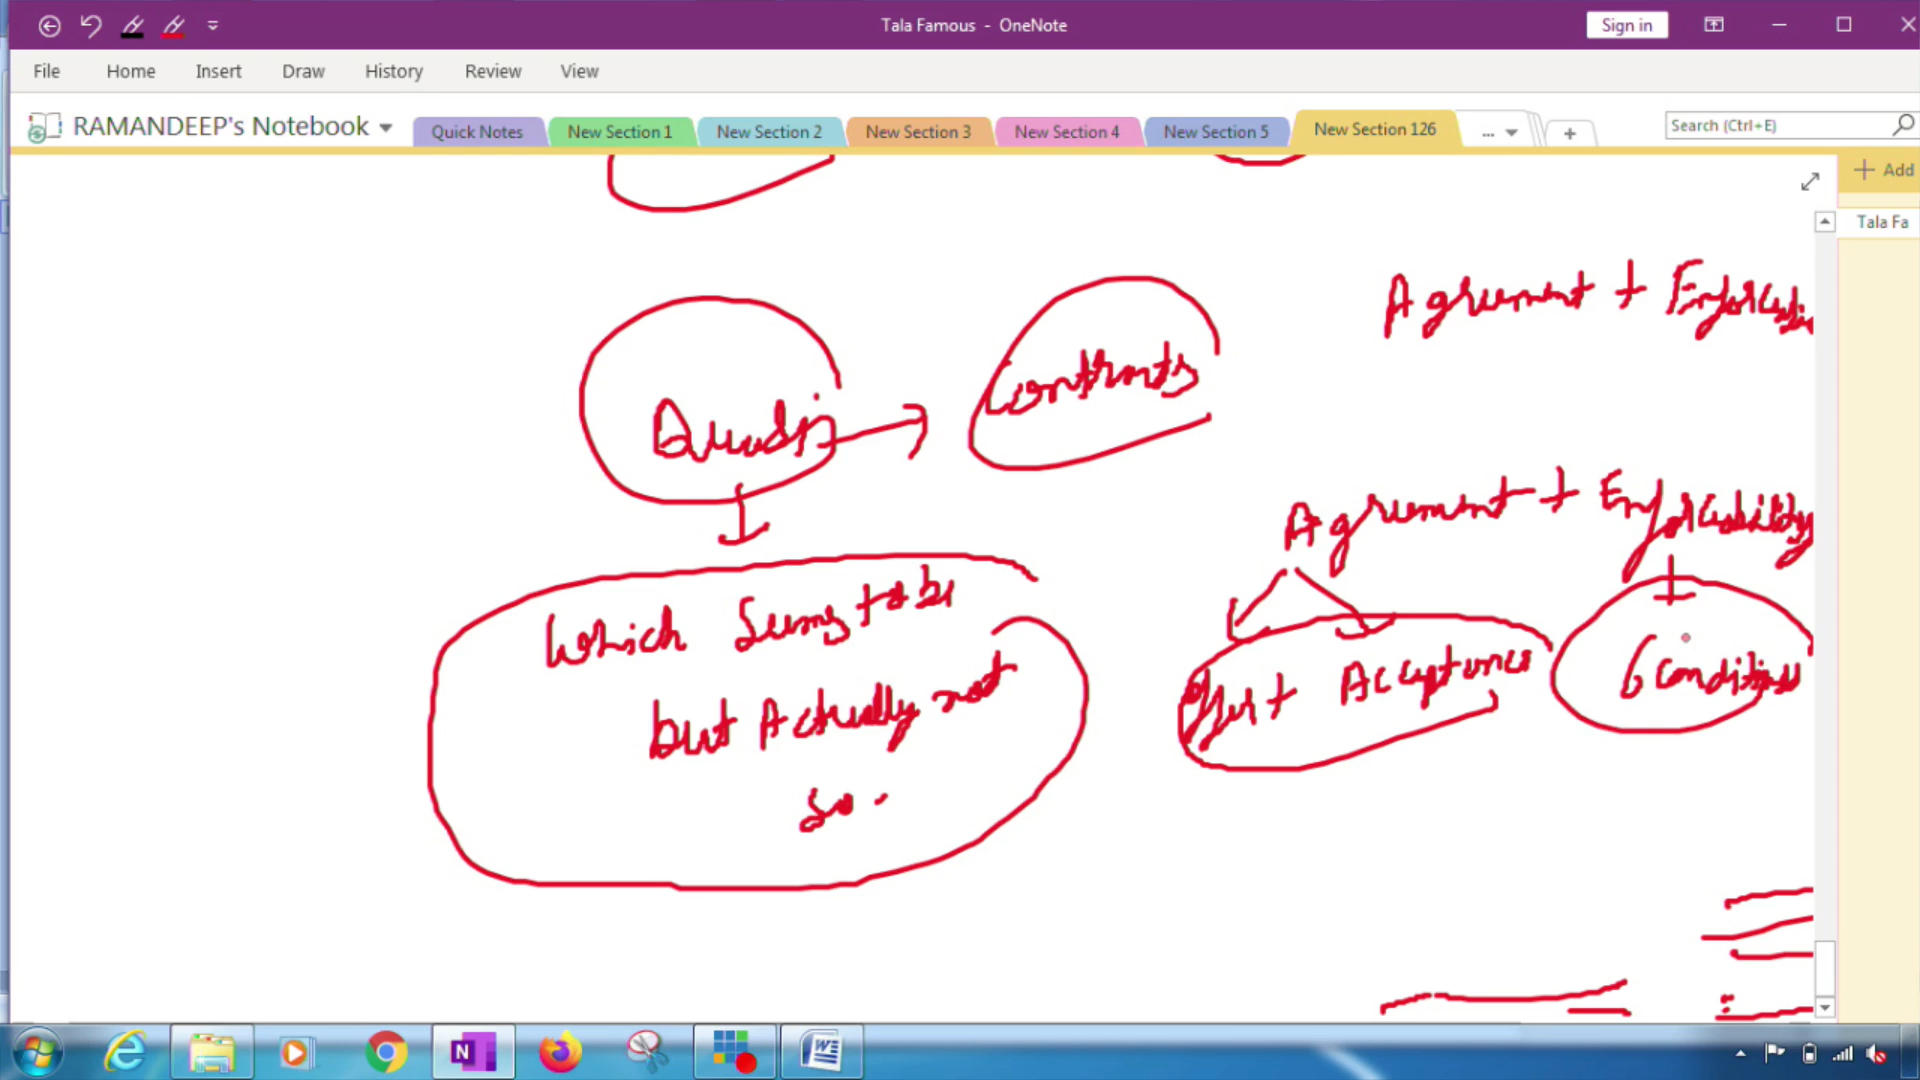 Tala Famous - OneNote
Sign in
File Home Insert Draw History Review View
RAMANDEEP's Notebook
Quick Notes New Section 1 New Section 2 New Section 3 New Section 4 New Section 5 New Section 126 ...
Search (Ctrl+E)
Add
Tala Fa
Agreement +
Quasi
Contracts
Agreement + Enforceability
which seems to be
but Actually not
so.
Offer + Acceptance
6 conditions